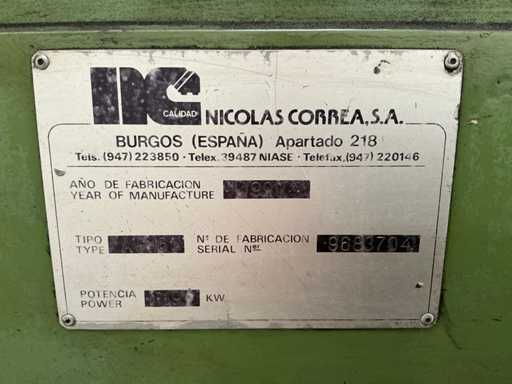 NC
CALIDAD
NICOLAS CORREA, S.A.
BURGOS (ESPAÑA) Apartado 218
Tels. (947) 223850 · Telex. 39487 NIASE · Telefax. (947) 220146
AÑO DE FABRICACION
YEAR OF MANUFACTURE
TIPO
TYPE
Nº DE FABRICACION
SERIAL Nº
9683704
POTENCIA
POWER
KW